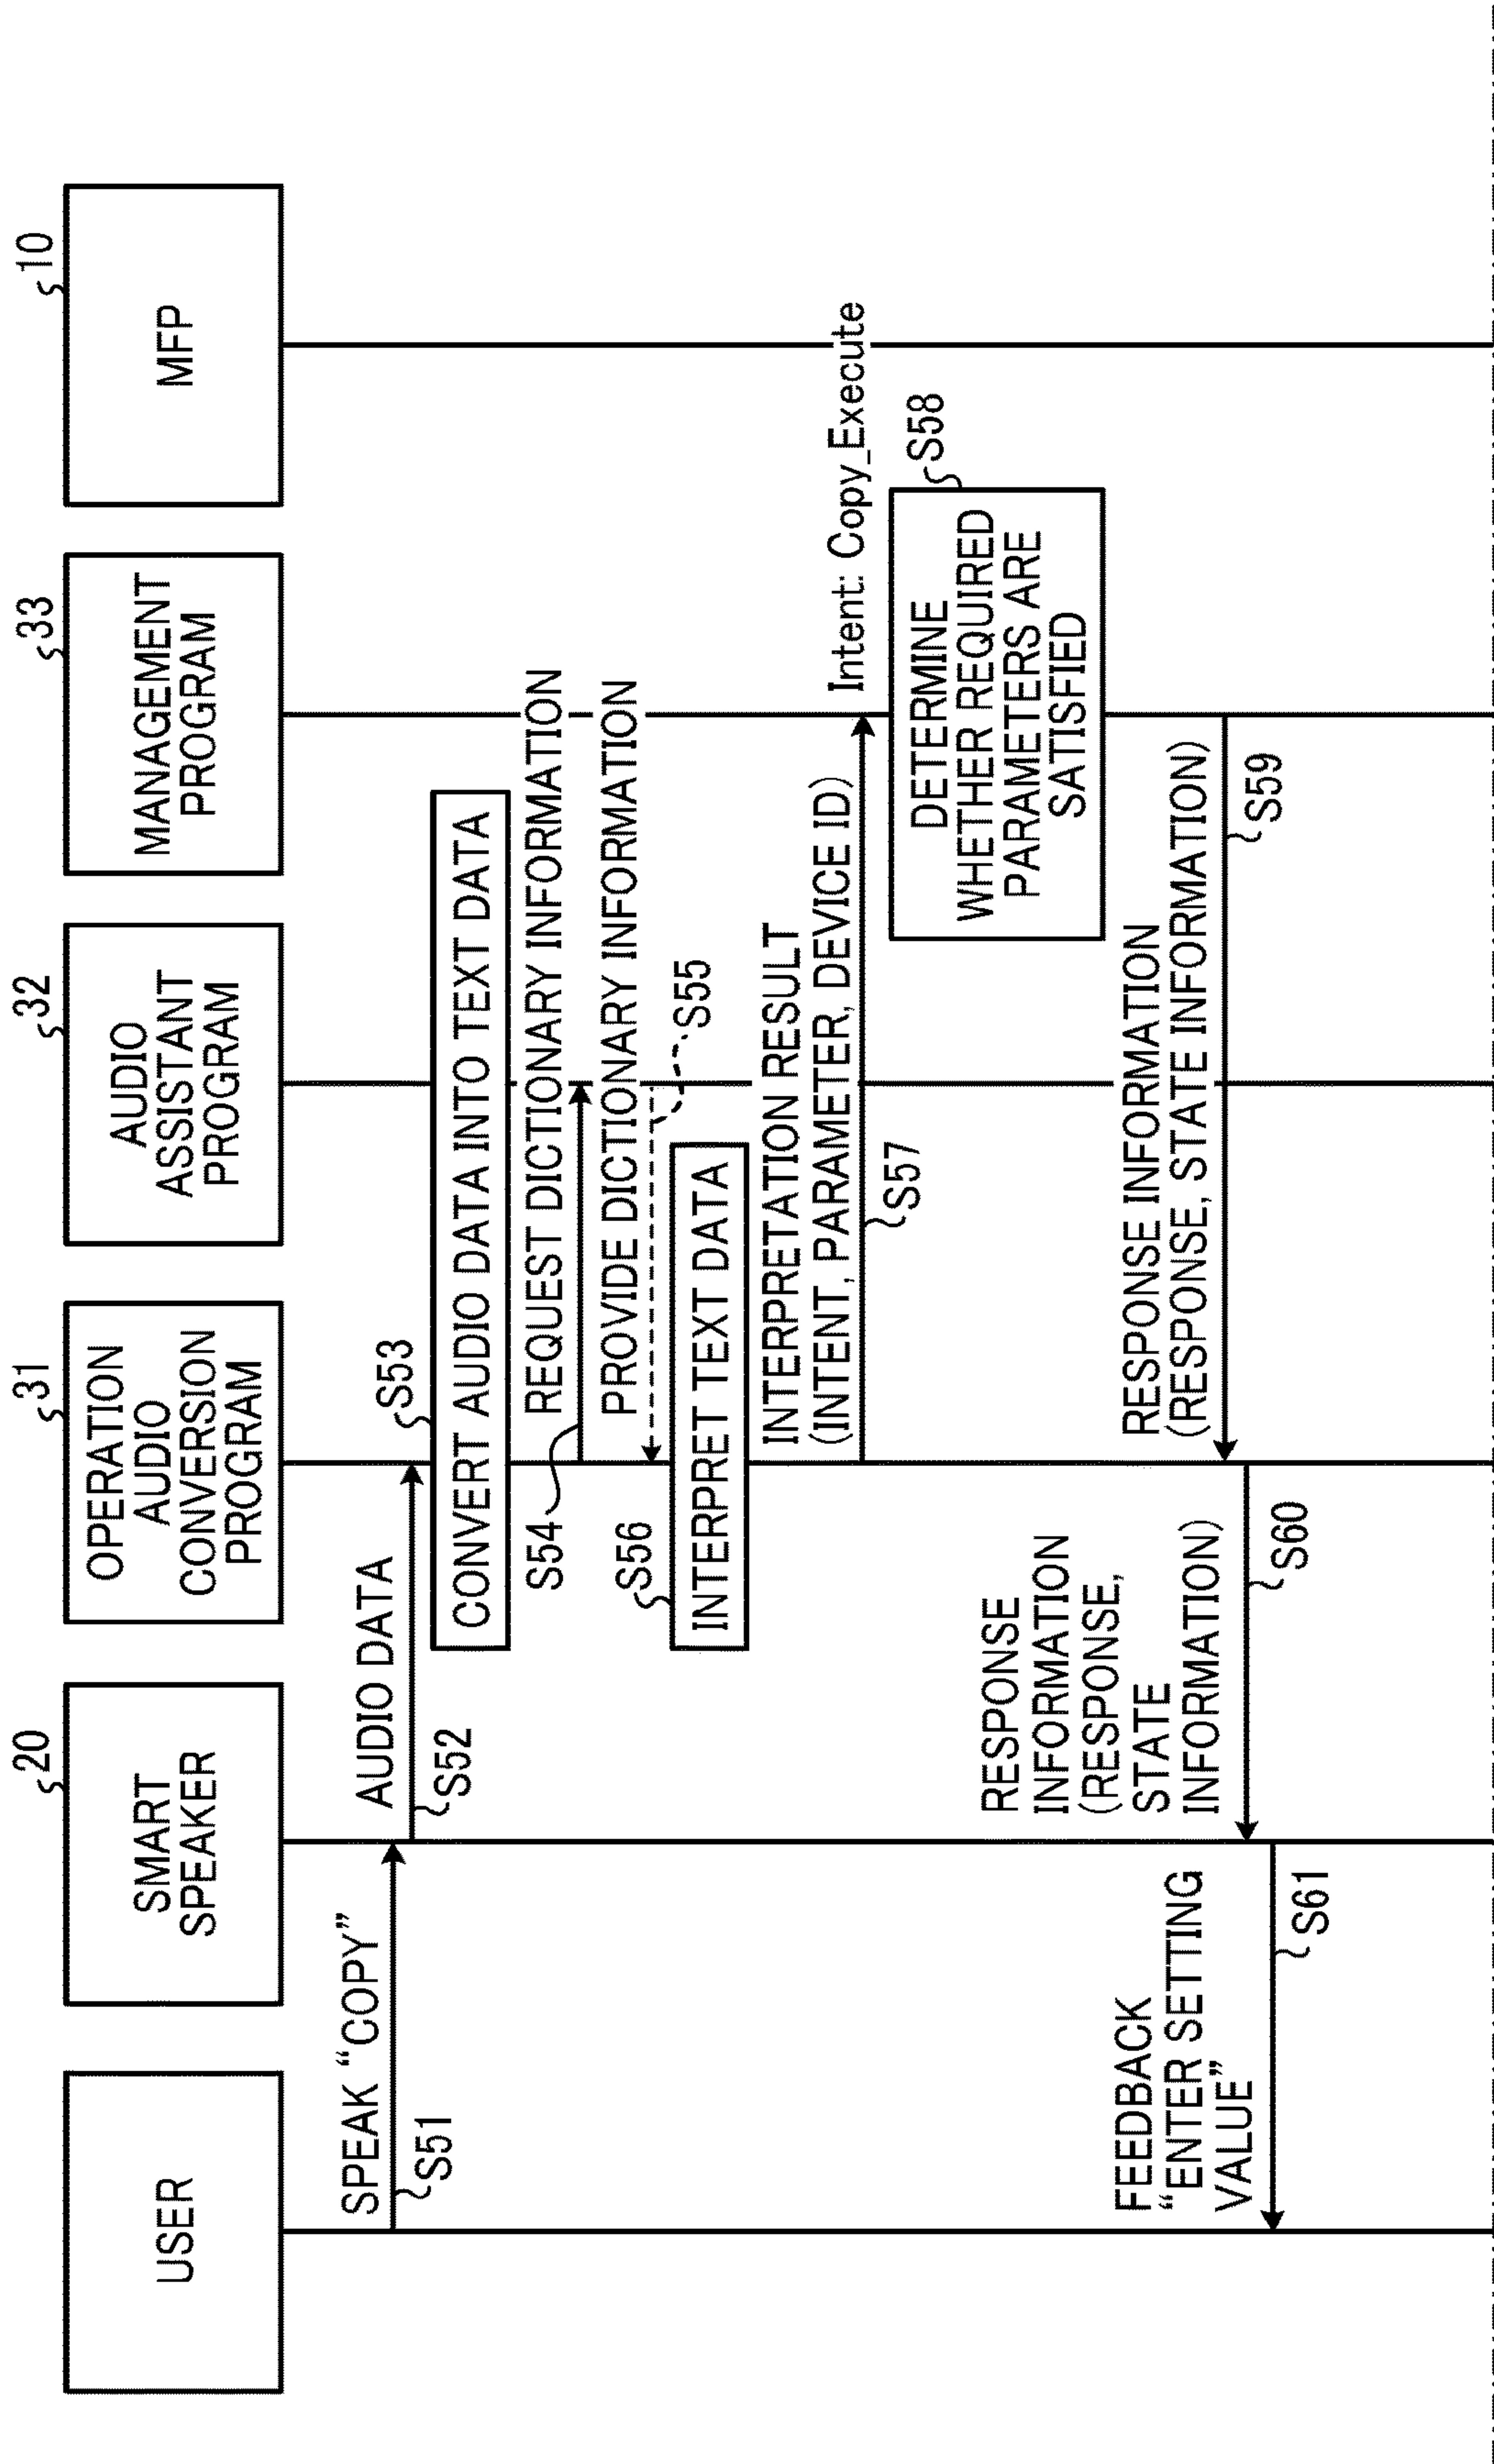 USER
20
SMART
SPEAKER
31
OPERATION
AUDIO
CONVERSION
PROGRAM
32
AUDIO
ASSISTANT
PROGRAM
33
MANAGEMENT
PROGRAM
10
MFP
SPEAK “COPY”
S51
AUDIO DATA
S52
S53
CONVERT AUDIO DATA INTO TEXT DATA
REQUEST DICTIONARY INFORMATION
S54
PROVIDE DICTIONARY INFORMATION
S55
S56
INTERPRET TEXT DATA
INTERPRETATION RESULT
(INTENT, PARAMETER, DEVICE ID)
S57
Intent: Copy_Execute
S58
DETERMINE
WHETHER REQUIRED
PARAMETERS ARE
SATISFIED
RESPONSE INFORMATION
(RESPONSE, STATE INFORMATION)
S59
RESPONSE
INFORMATION
(RESPONSE,
STATE
INFORMATION)
S60
FEEDBACK
“ENTER SETTING
VALUE”
S61